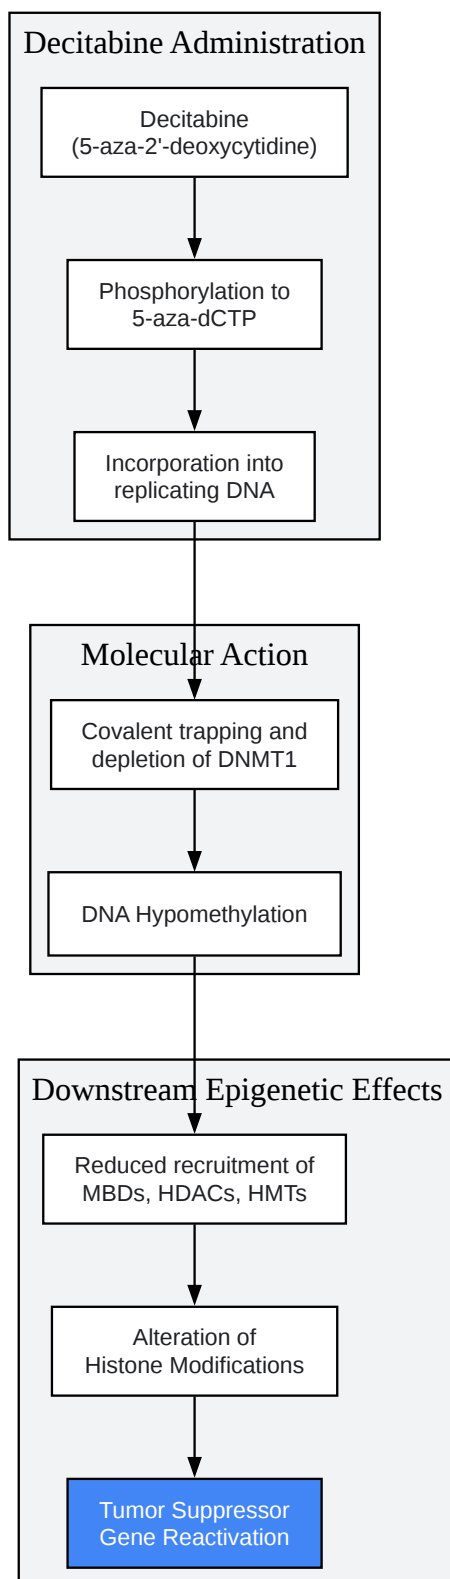 Decitabine Administration
Decitabine
(5-aza-2'-deoxycytidine)
Phosphorylation to
5-aza-dCTP
Incorporation into
replicating DNA
Molecular Action
Covalent trapping and
depletion of DNMT1
DNA Hypomethylation
Downstream Epigenetic Effects
Reduced recruitment of
MBDs, HDACs, HMTs
Alteration of
Histone Modifications
Tumor Suppressor
Gene Reactivation